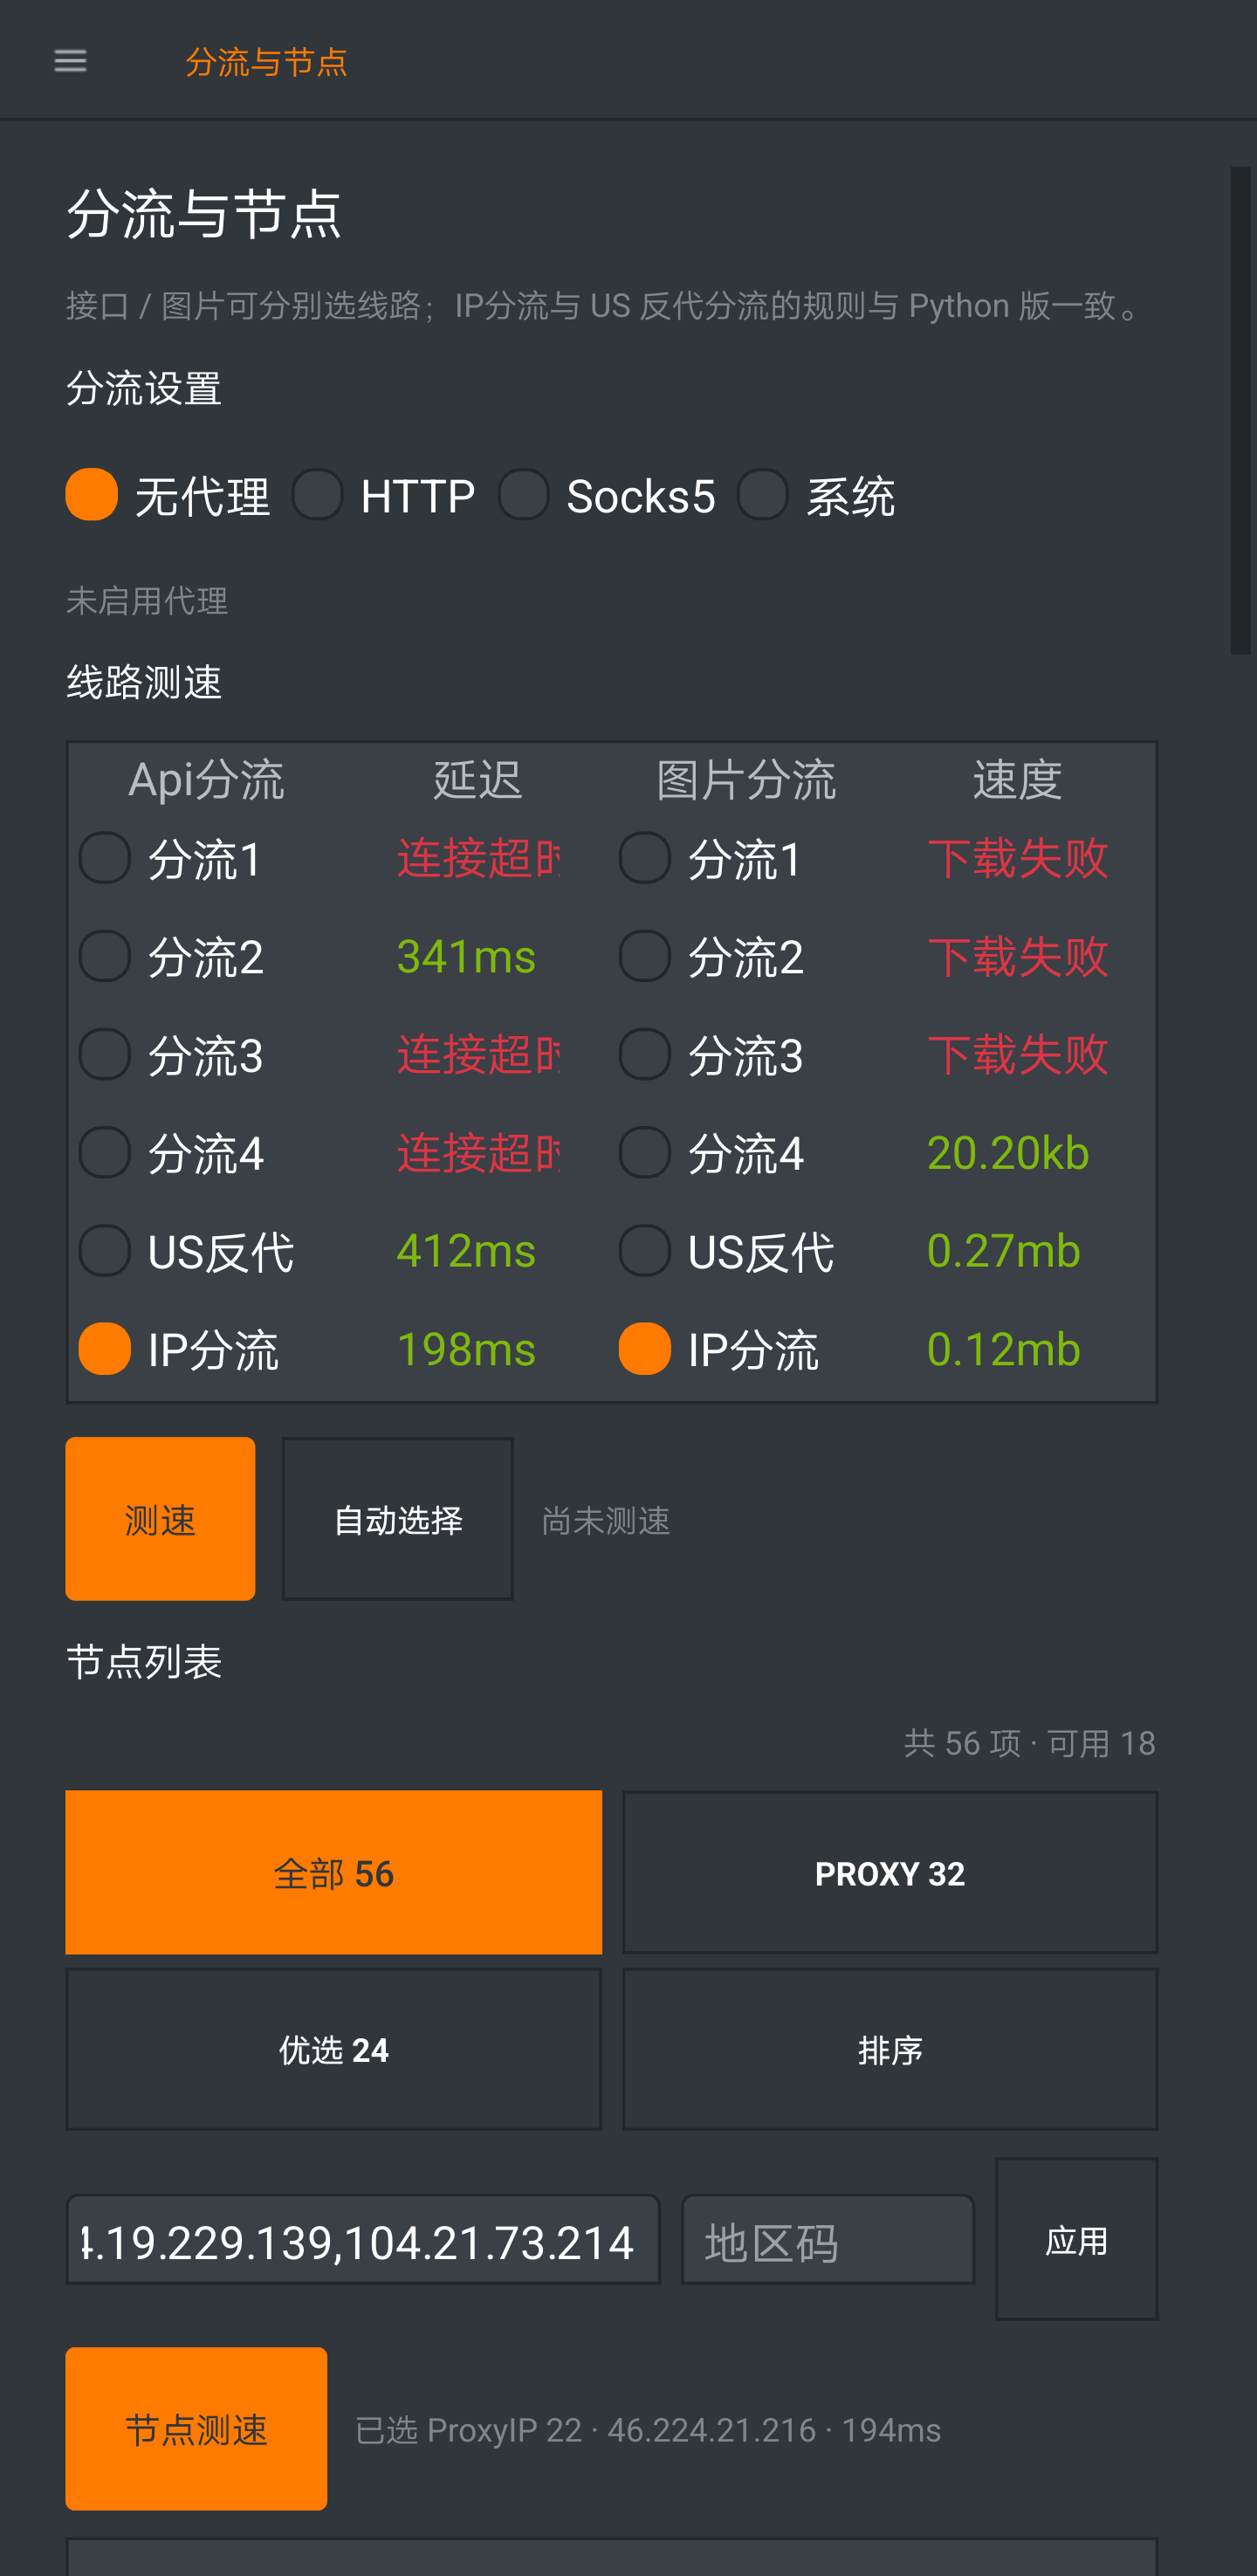 分流与节点
分流与节点
接口 / 图片可分别选线路；IP分流与 US 反代分流的规则与 Python 版一致。
分流设置
无代理 HTTP Socks5 系统
未启用代理
线路测速
Api分流 延迟 图片分流 速度
分流1 连接超 分流1 下载失败
分流2 341ms 分流2 下载失败
分流3 连接超 分流3 下载失败
分流4 连接超 分流4 20.20kb
US反代 412ms US反代 0.27mb
IP分流 198ms IP分流 0.12mb
测速 自动选择 尚未测速
节点列表
共 56 项 · 可用 18
全部 56 PROXY 32
优选 24 排序
4.19.229.139,104.21.73.214 地区码 应用
节点测速 已选 ProxyIP 22 · 46.224.21.216 · 194ms